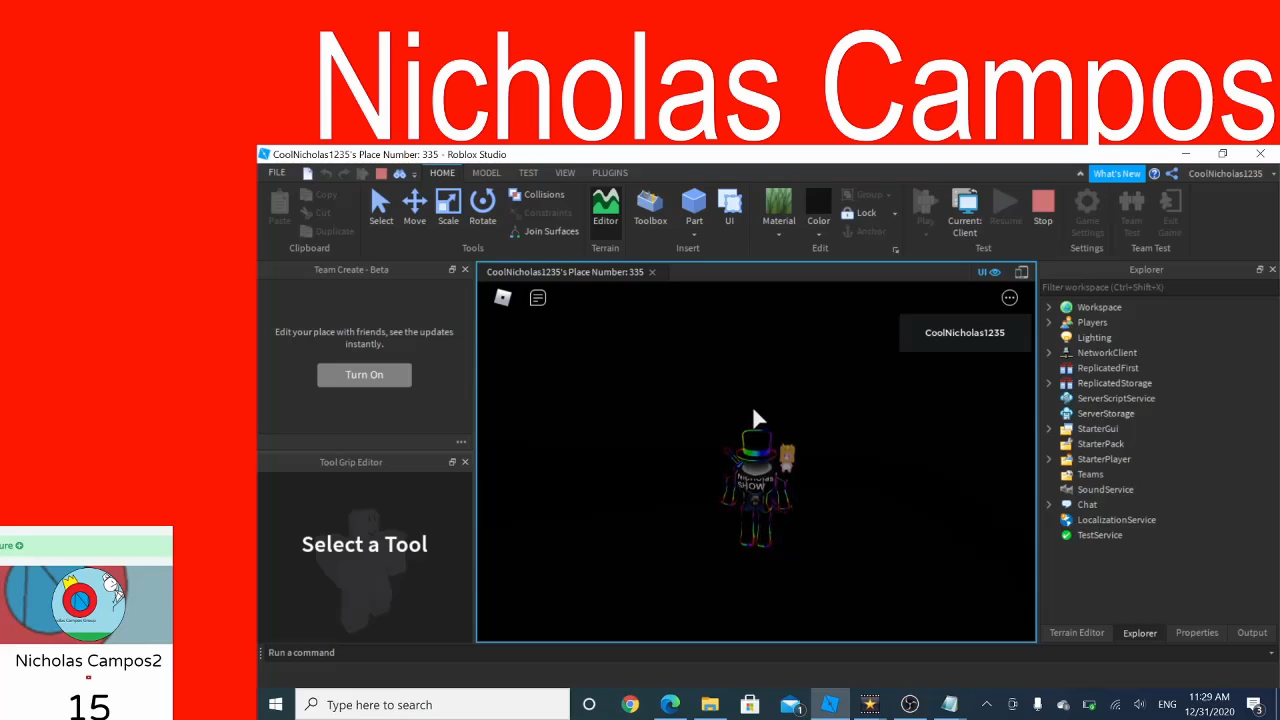 Nicholas Campos
CoolNicholas1235's Place Number: 335 - Roblox Studio
FILE HOME MODEL TEST VIEW PLUGINS What's New CoolNicholas1235
Paste Copy Cut Duplicate
Select Move Scale Rotate Collisions Constraints Join Surfaces
Editor Toolbox Part UI
Material Color Group Lock Anchor
Play Current: Client Resume Stop
Game Settings Team Test Exit Game
Clipboard Tools Terrain Insert Edit Test Settings Team Test
Team Create - Beta
Edit your place with friends, see the updates
instantly.
Turn On
Tool Grip Editor
Select a Tool
CoolNicholas1235's Place Number: 335
UI
CoolNicholas1235
NICHOLAS
SHOW
Explorer
Filter workspace (Ctrl+Shift+X)
Workspace
Players
Lighting
NetworkClient
ReplicatedFirst
ReplicatedStorage
ServerScriptService
ServerStorage
StarterGui
StarterPack
StarterPlayer
Teams
SoundService
Chat
LocalizationService
TestService
Terrain Editor Explorer Properties Output
Run a command
ure
Nicholas Campos2
15
Type here to search
1
ENG
11:29 AM
12/31/2020
3